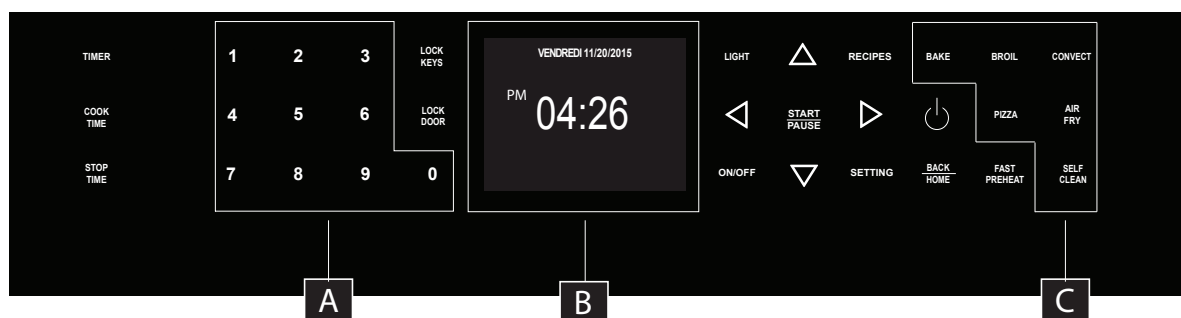 TIMER
COOK
TIME
STOP
TIME
1 2 3
4 5 6
7 8 9 0
LOCK
KEYS
LOCK
DOOR
VENDREDI 11/20/2015
PM 04:26
LIGHT
RECIPES
START
PAUSE
ON/OFF
SETTING
BAKE
BROIL
CONVECT
PIZZA
AIR
FRY
BACK
HOME
FAST
PREHEAT
SELF
CLEAN
A
B
C